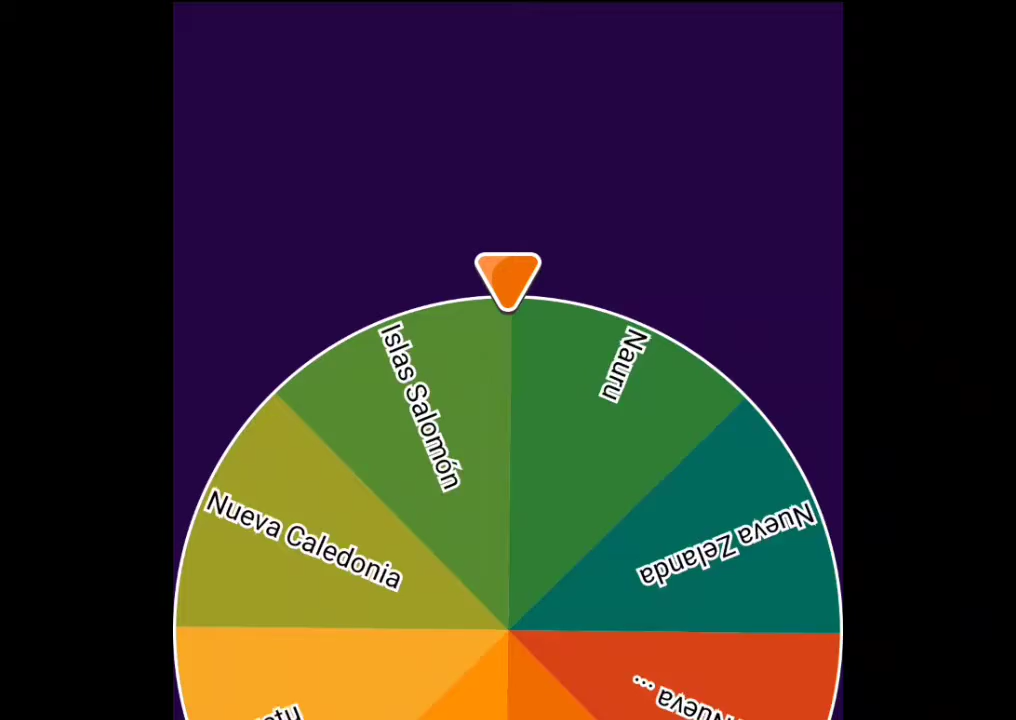 Islas Salomón
Nauru
Nueva Caledonia
Nueva Zelanda
Nueva ...